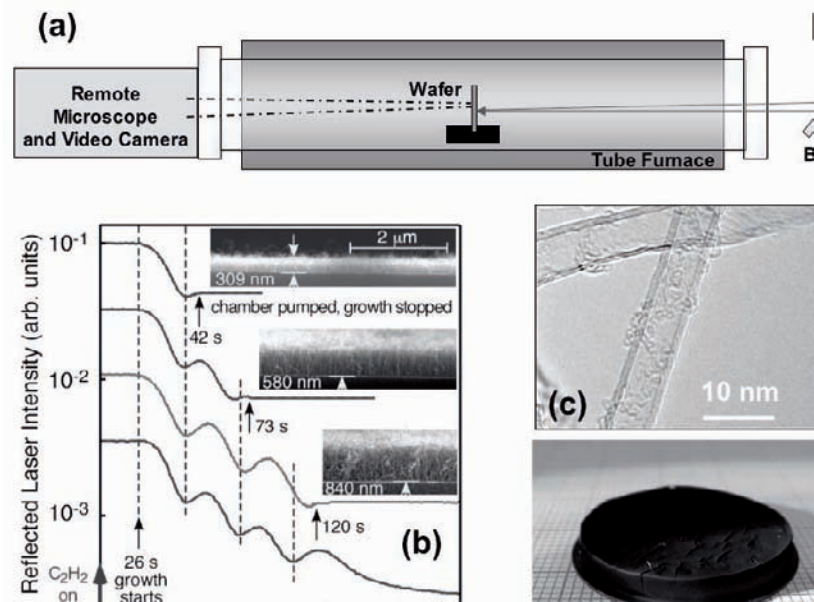 (a)
Remote
Microscope
and Video Camera
Wafer
Tube Furnace
B
Reflected Laser Intensity (arb. units)
10-1
10-2
10-3
2 μm
309 nm
chamber pumped, growth stopped
42 s
580 nm
73 s
840 nm
120 s
(b)
26 s
growth
starts
C2H2
on
(c)
10 nm